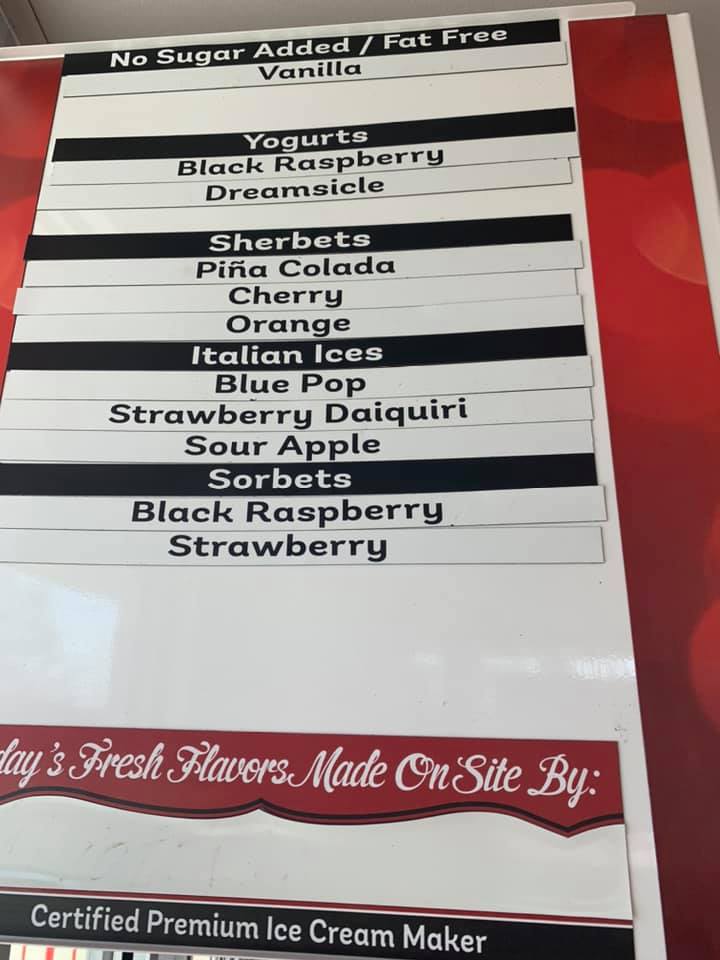 No Sugar Added / Fat Free
Vanilla
Yogurts
Black Raspberry
Dreamsicle
Sherbets
Piña Colada
Cherry
Orange
Italian Ices
Blue Pop
Strawberry Daiquiri
Sour Apple
Sorbets
Black Raspberry
Strawberry
day's Fresh Flavors Made On Site By:
Certified Premium Ice Cream Maker